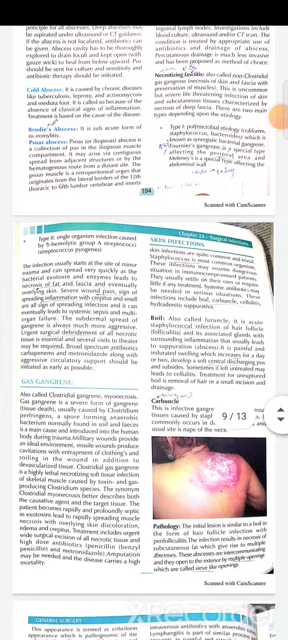 principle for all abscesses. Deep abscesses may
be aspirated under ultrasound or CT guidance.
If the abscess is not localized, antibiotics can
be given. Abscess cavity has to be thoroughly
explored to drain loculi and kept open (with
gauze wick) to heal from below upward. Pus
should be sent for culture and sensitivity and
antibiotic therapy should be initiated.
Cold Abscess: It is caused by chronic diseases
like tuberculosis, leprosy, and actinomycosis
and medura foot. It is called so because of the
absence of classical signs of inflammation.
Treatment is based on the cause of the disease.
Brodie's Abscess: It is sub acute form of
os eomyelitis.
Psoas abscess: Psoas (or iliopsoas) abscess is
a collection of pus in the iliopsoas muscle
compartment. It may arise via contiguous
spread from adjacent structures or by the
hematogenous route from a distant site. The
psoas muscle is a retroperitoneal organ that
originates from the lateral borders of the 12th
thoracic to fifth lumbar vertebrae and inserts
inguinal lymph nodes. Investigations include
blood culture, ultrasound and/or CT scan. The
condition is treated by appropriate use of
antibiotics and drainage of abscess.
Percutaneous drainage is much less invasive
and has been proposed as method of choice.
Necrotizing fasciitis: also called non Clostridial
gas gangrene (necrosis of skin and fascia with
preservation of muscles). This is uncommon
but severe life threatening infection of skin
and subcutaneous tissues characterized by
necrosis of deep fascia. There are two main
types depending upon the etiology.
• Type I: polymicrobial etiology (coliforms,
staphylococcus, bacteroides) which is
known as synergistic bacterial gangrene.
Fournier's gangrene is a special type
affecting the perineal area and
Meleney's is a special type affecting the
abdominal wall
194
Scanned with CamScanner
Chapter 23 - Surgical Infections
• Type II: single organism infection caused
by β-hemolytic group A streptococci
(streptococcus pyogenes)
The infection usually starts at the site of minor
trauma and can spread very quickly as the
bacterial exotoxin and enzymes leads to
necrosis of fat, and fascia and eventually
overlying skin. Severe wound pain, sign of
spreading inflammation with crepitus and smell
are all sign of spreading infection and it can
eventually leads to systemic sepsis and multi-
organ failure. The subdermal spread of
gangrene is always much more aggressive.
Urgent surgical debridement of all necrotic
tissue is essential and several visits to theater
may be required. Broad spectrum antibiotics
carbapenems and metronidazole along with
aggressive circulatory support should be
initiated as early as possible.
GAS GANGRENE:
Also called Clostridial gangrene, myonecrosis.
Gas gangrene is a severe form of gangrene
(tissue death), usually caused by Clostridium
perfringens, a spore forming anaerobic
bacterium normally found in soil and faeces
is a main cause and introduced into the human
body during trauma. Military wounds provide
an ideal environment, missile wounds produce
cavitations with entrapment of clothing's and
soiling in the wound in addition to
devascularized tissue. Clostridial gas gangrene
is a highly lethal necrotizing soft tissue infection
of skeletal muscle caused by toxin- and gas-
producing Clostridium species. The synonym
Clostridial myonecrosis better describes both
the causative agent and the target tissue. The
patient becomes rapidly and profoundly septic
in exotoxins lead to rapidly spreading muscle
necrosis with overlying skin discoloration,
edema and crepitus. Treatment includes urgent
wide surgical excision of all necrotic tissue and
high dose antibiotics (penicillin (benzyl
penicillin) and metronidazole). Amputation
may be needed and the disease carries a high
mortality.
SKIN INFECTIONS
skin infections are quite common and trivial.
Staphylococcus is most common organism.
These infections may assume dangerous
situation in immunocompromised patients.
They usually settle on their own or require
little if any treatment. Systemic antibiotics may
be needed in serious situations. These
infections include boil, carbuncle, cellulitis,
hydradenitis suppurativa.
Boil: Also called furuncle, it is acute
staphylococcal infection of hair follicle
(folliculitis) and its associated glands with
surrounding inflammation that usually leads
to suppuration (abscess).It is painful and
indurated swelling which increases for a day
or two, develop a soft central discharging pus
and subsides. Sometimes if left untreated may
leads to cellulitis. Treatment for unruptured
boil is removal of hair or a small incision and
drainage.
Carbuncle
This is infective gangre
tissues caused by staph
commonly occurs in d
usual site is nape of the neck.
9 / 13
Pathology: The initial lesion is similar to a boil in
the form of hair follicle infection with
perifolliculitis. The infection results in necrosis of
subcutaneous fat which give rise to multiple
abscesses. These abscesses are intercommunicating
and they open to the exterior by multiple openings
which are called sieve like openings.
Scanned with CamScanner
GENERAL SURGERY
This appearance is termed as cribriform
appearance which is pathognomonic of the
intravenous antibiotics with anaerobic
Lymphangitis is part of similar process